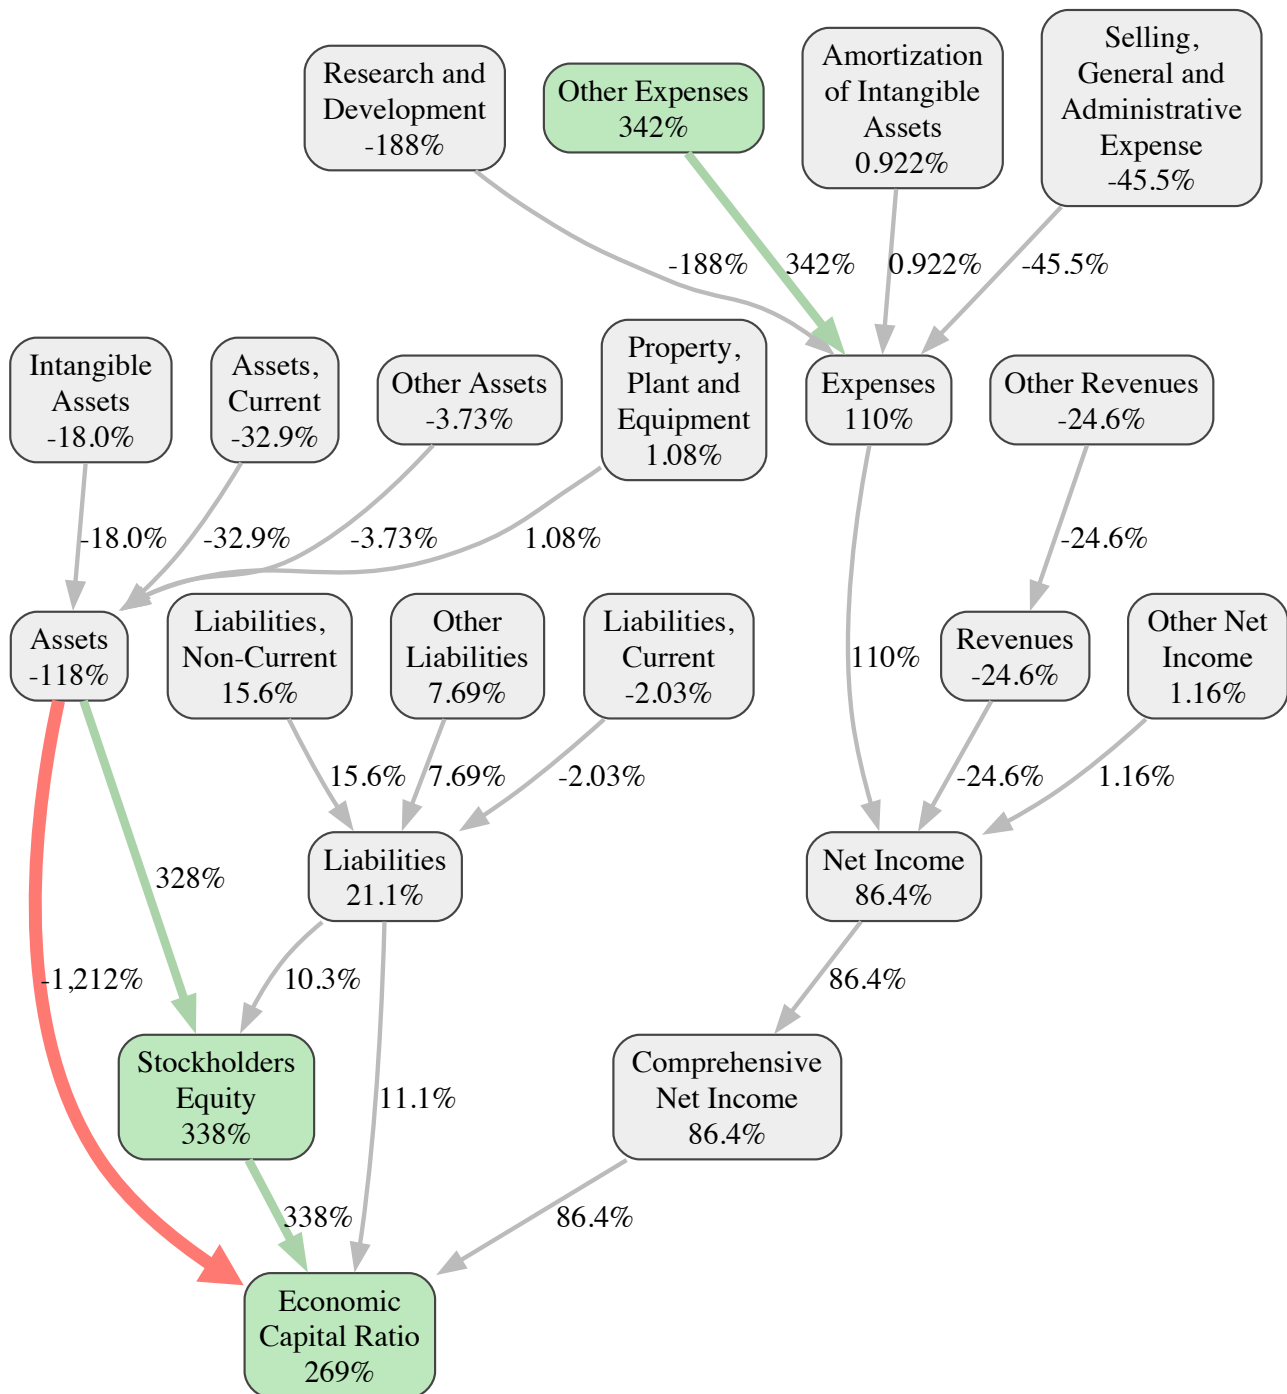 Research and
Development
-188%
Other Expenses
342%
Amortization
of Intangible
Assets
0.922%
Selling,
General and
Administrative
Expense
-45.5%
-188%
342%
0.922%
-45.5%
Intangible
Assets
-18.0%
Assets,
Current
-32.9%
Other Assets
-3.73%
Property,
Plant and
Equipment
1.08%
Expenses
110%
Other Revenues
-24.6%
-18.0%
-32.9%
-3.73%
1.08%
-24.6%
Assets
-118%
Liabilities,
Non-Current
15.6%
Other
Liabilities
7.69%
Liabilities,
Current
-2.03%
110%
Revenues
-24.6%
Other Net
Income
1.16%
15.6%
7.69%
-2.03%
-24.6%
1.16%
328%
Liabilities
21.1%
Net Income
86.4%
-1,212%
10.3%
86.4%
Stockholders
Equity
338%
11.1%
Comprehensive
Net Income
86.4%
338%
86.4%
Economic
Capital Ratio
269%